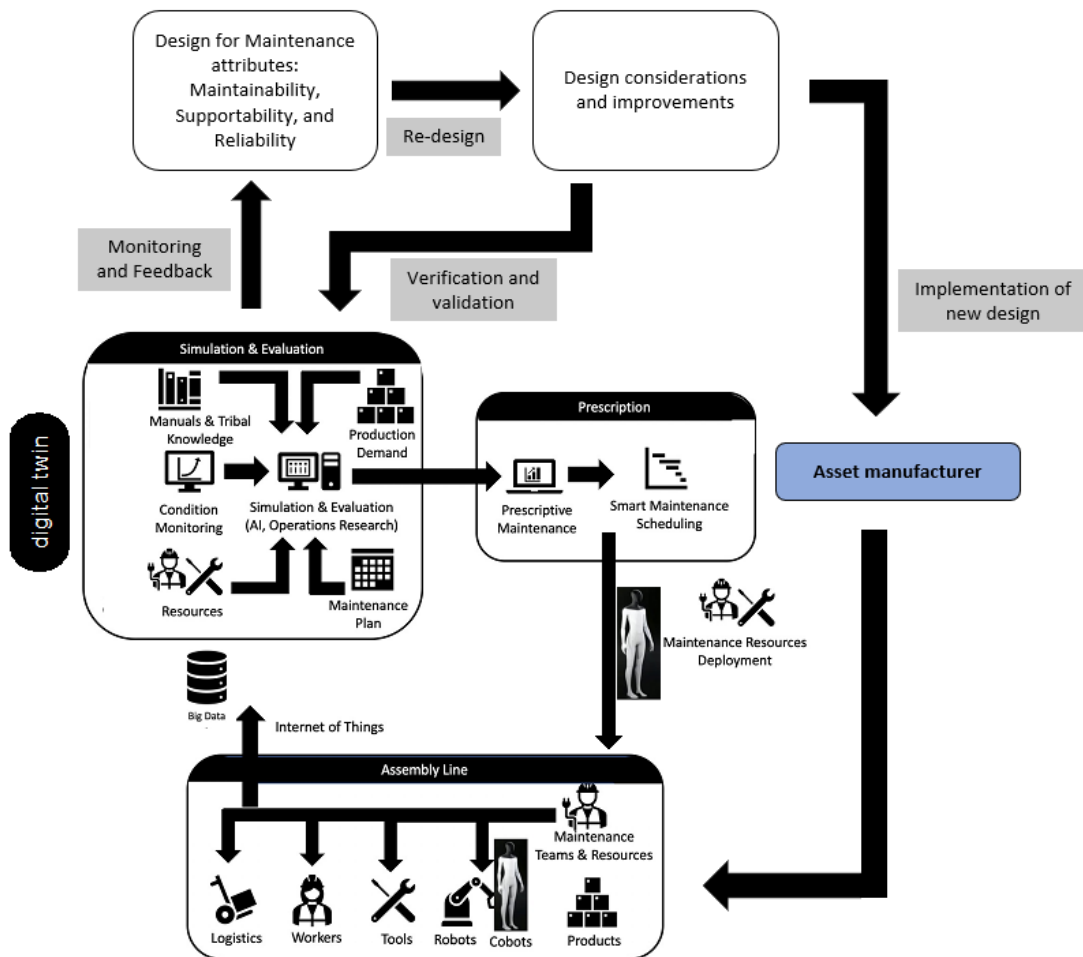 Design for Maintenance
attributes:
Maintainability,
Supportability, and
Reliability
Re-design
Design considerations
and improvements
Monitoring
and Feedback
Verification and
validation
Implementation of
new design
digital twin
Simulation & Evaluation
Manuals & Tribal
Knowledge
Production
Demand
Condition
Monitoring
Simulation & Evaluation
(AI, Operations Research)
Resources
Maintenance
Plan
Prescription
Prescriptive
Maintenance
Smart Maintenance
Scheduling
Asset manufacturer
Maintenance Resources
Deployment
Big Data
Internet of Things
Assembly Line
Maintenance
Teams & Resources
Logistics
Workers
Tools
Robots
Cobots
Products